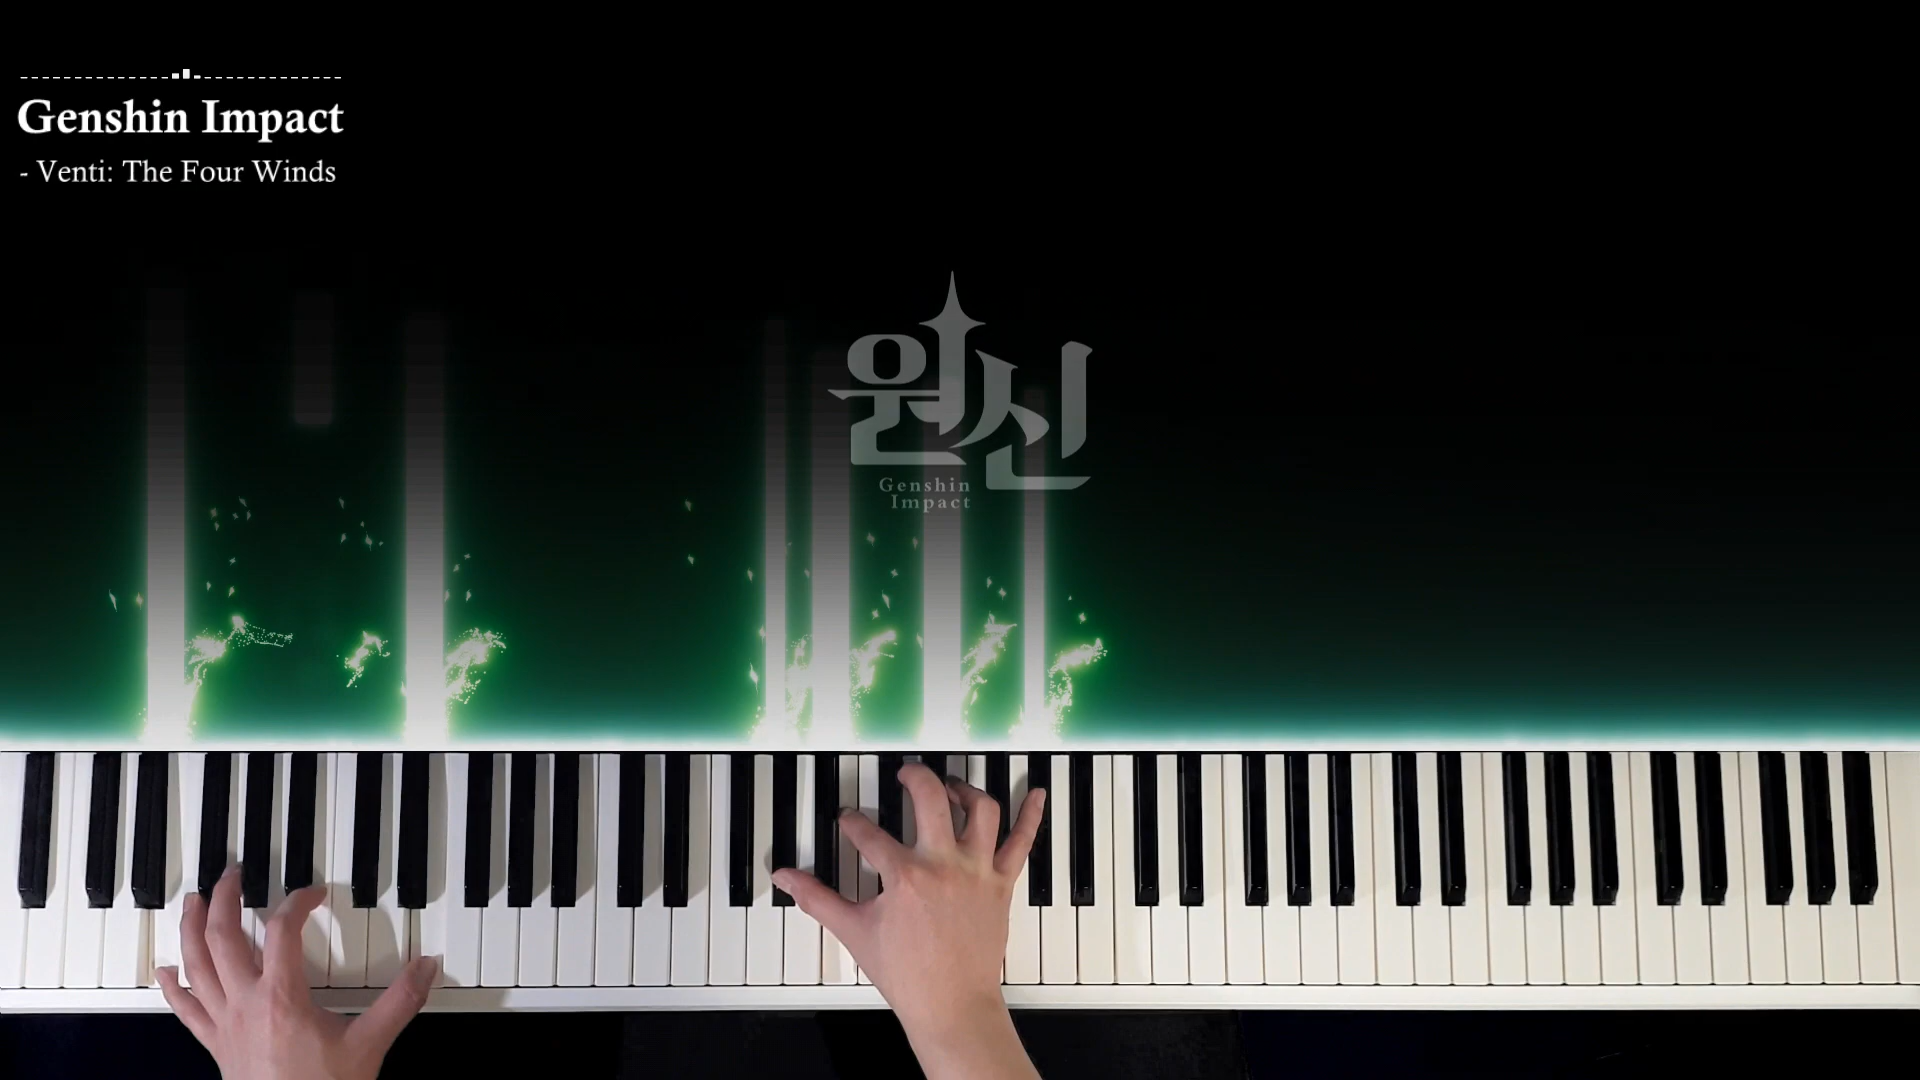 Genshin Impact
- Venti: The Four Winds
원신
Genshin
Impact